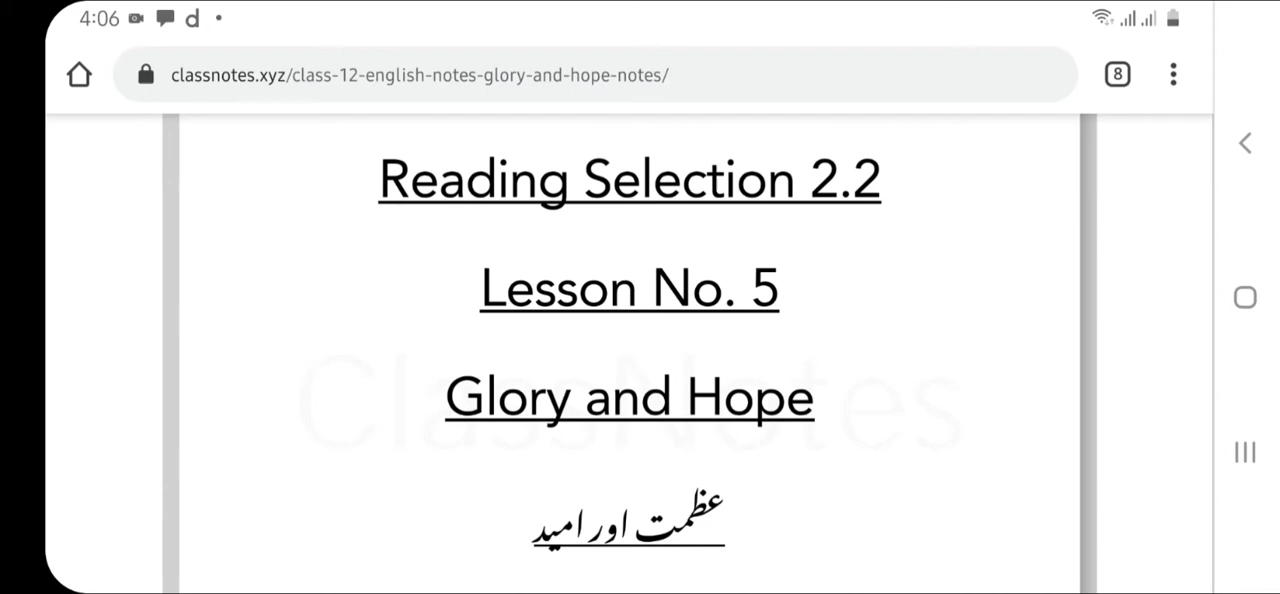 4:06
8
classnotes.xyz/class-12-english-notes-glory-and-hope-notes/
Reading Selection 2.2
Lesson No. 5
Glory and Hope
ClassNotes
عظمت اور امید